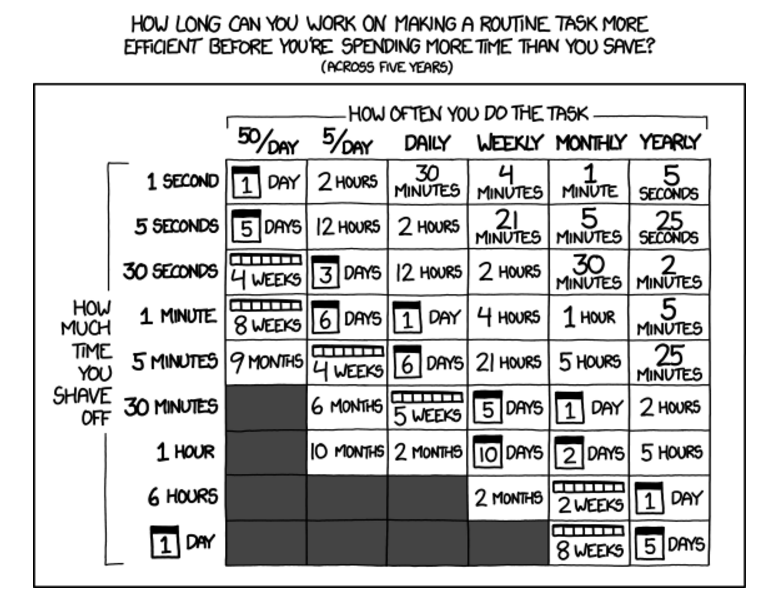 HOW LONG CAN YOU WORK ON MAKING A ROUTINE TASK MORE
EFFICIENT BEFORE YOU'RE SPENDING MORE TIME THAN YOU SAVE?
(ACROSS FIVE YEARS)
HOW OFTEN YOU DO THE TASK
50/DAY 5/DAY DAILY WEEKLY MONTHLY YEARLY
HOW
MUCH
TIME
YOU
SHAVE
OFF
1 SECOND 1 DAY 2 HOURS 30 MINUTES 4 MINUTES 1 MINUTE 5 SECONDS
5 SECONDS 5 DAYS 12 HOURS 2 HOURS 21 MINUTES 5 MINUTES 25 SECONDS
30 SECONDS 4 WEEKS 3 DAYS 12 HOURS 2 HOURS 30 MINUTES 2 MINUTES
1 MINUTE 8 WEEKS 6 DAYS 1 DAY 4 HOURS 1 HOUR 5 MINUTES
5 MINUTES 9 MONTHS 4 WEEKS 6 DAYS 21 HOURS 5 HOURS 25 MINUTES
30 MINUTES 6 MONTHS 5 WEEKS 5 DAYS 1 DAY 2 HOURS
1 HOUR 10 MONTHS 2 MONTHS 10 DAYS 2 DAYS 5 HOURS
6 HOURS 2 MONTHS 2 WEEKS 1 DAY
1 DAY 8 WEEKS 5 DAYS